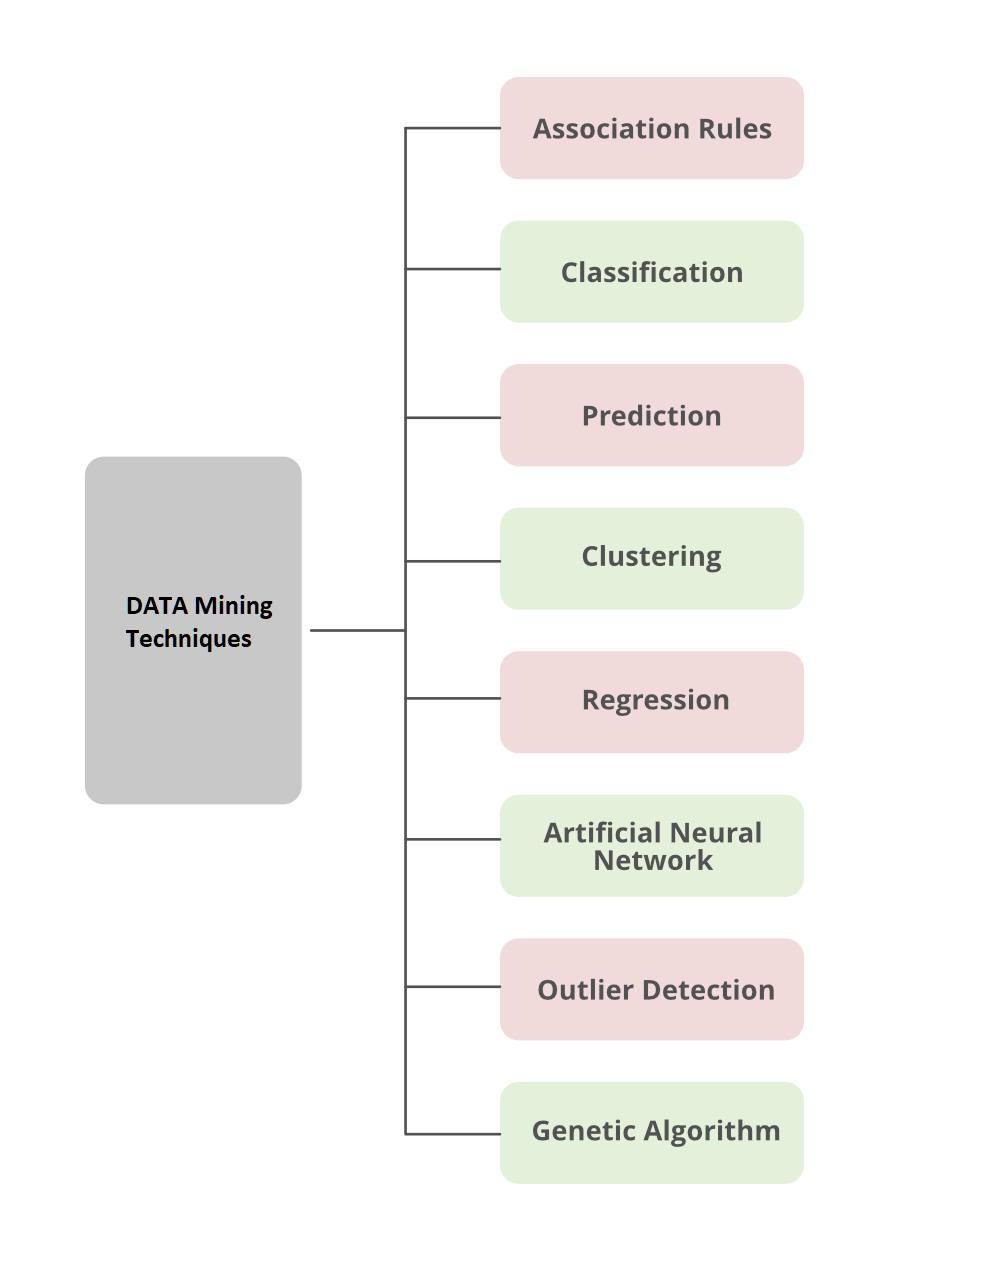 Association Rules
Classification
Prediction
Clustering
DATA Mining
Techniques
Regression
Artificial Neural
Network
Outlier Detection
Genetic Algorithm